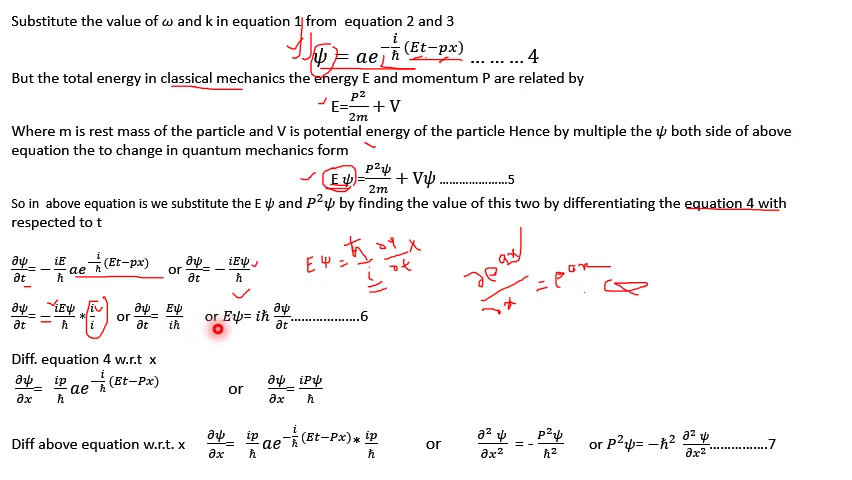 Substitute the value of ω and k in equation 1 from equation 2 and 3
ψ = ae^{-i/ħ (Et−px)} ... ... ... 4
But the total energy in classical mechanics the energy E and momentum P are related by
E= P²/2m + V
Where m is rest mass of the particle and V is potential energy of the particle Hence by multiple the ψ both side of above
equation the to change in quantum mechanics form
E ψ= P²ψ/2m + Vψ .....................5
So in above equation is we substitute the E ψ and P²ψ by finding the value of this two by differentiating the equation 4 with
respected to t
∂ψ/∂t = − iE/ħ ae^{−i/ħ (Et−px)} or ∂ψ/∂t = − iEψ/ħ
∂ψ/∂t = − iEψ/ħ * i/i or ∂ψ/∂t = Eψ/iħ or Eψ= iħ ∂ψ/∂t ....................6
Eψ = ħ/i ∂ψ/∂t x
∂e^{ax}/∂x = e^{ax}
Diff. equation 4 w.r.t x
∂ψ/∂x = ip/ħ ae^{−i/ħ (Et−Px)} or ∂ψ/∂x = iPψ/ħ
Diff above equation w.r.t. x ∂ψ/∂x = ip/ħ ae^{−i/ħ (Et−Px)} * ip/ħ or ∂² ψ/∂x² = - P²ψ/ħ² or P²ψ= −ħ² ∂² ψ/∂x² ...............7